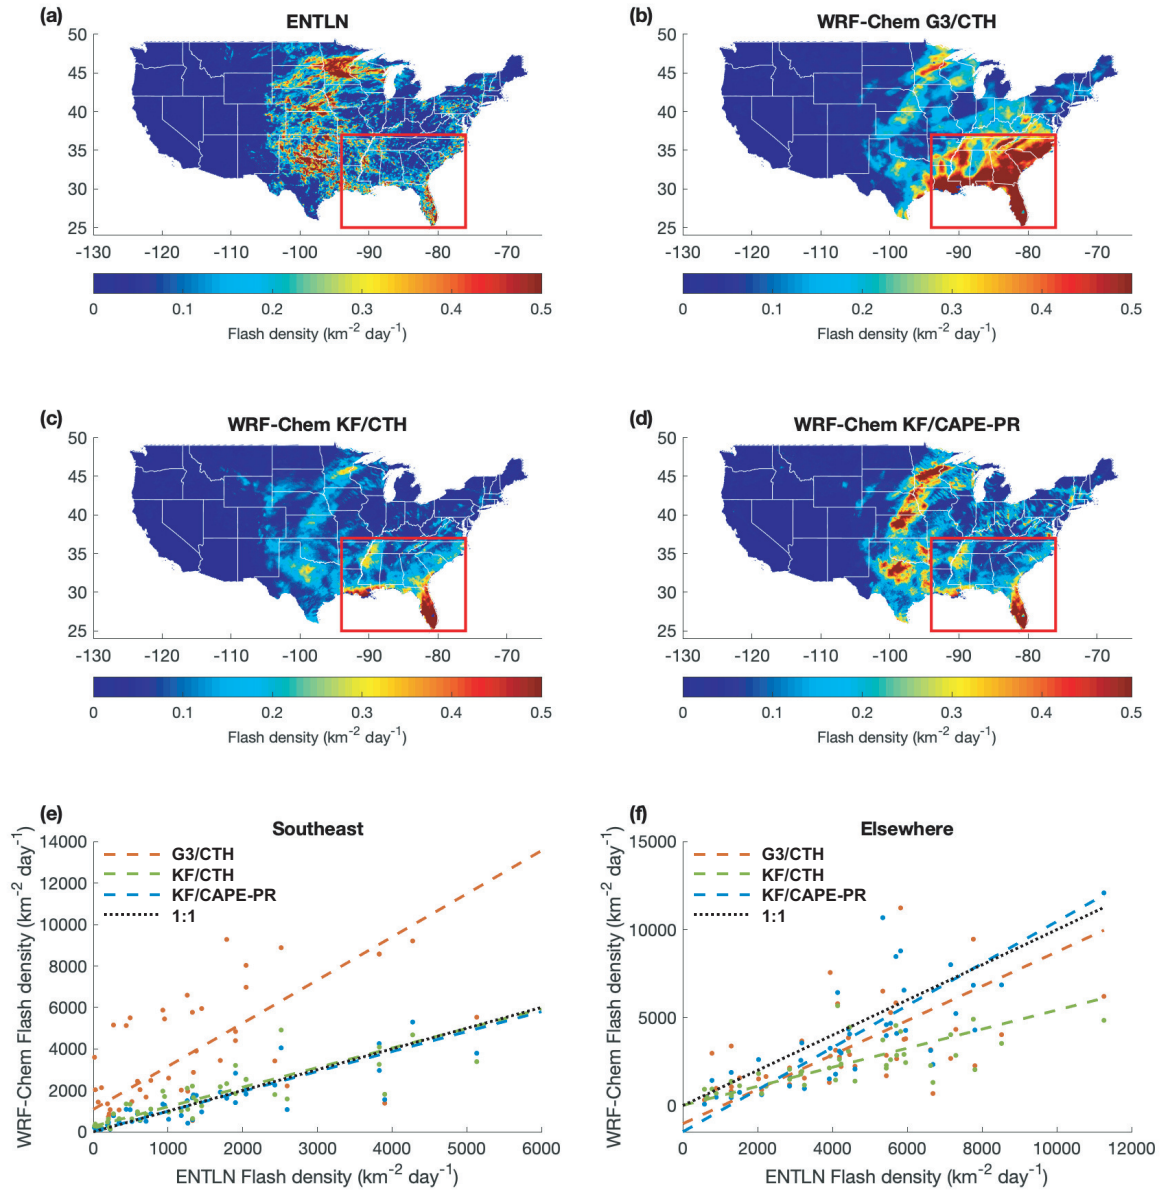 (a)
ENTLN
50
45
40
35
30
25
-130 -120 -110 -100 -90 -80 -70
0 0.1 0.2 0.3 0.4 0.5
Flash density (km⁻² day⁻¹)
(b)
WRF-Chem G3/CTH
50
45
40
35
30
25
-130 -120 -110 -100 -90 -80 -70
0 0.1 0.2 0.3 0.4 0.5
Flash density (km⁻² day⁻¹)
(c)
WRF-Chem KF/CTH
50
45
40
35
30
25
-130 -120 -110 -100 -90 -80 -70
0 0.1 0.2 0.3 0.4 0.5
Flash density (km⁻² day⁻¹)
(d)
WRF-Chem KF/CAPE-PR
50
45
40
35
30
25
-130 -120 -110 -100 -90 -80 -70
0 0.1 0.2 0.3 0.4 0.5
Flash density (km⁻² day⁻¹)
(e)
Southeast
WRF-Chem Flash density (km⁻² day⁻¹)
14000
12000
10000
8000
6000
4000
2000
0
G3/CTH
KF/CTH
KF/CAPE-PR
1:1
0 1000 2000 3000 4000 5000 6000
ENTLN Flash density (km⁻² day⁻¹)
(f)
Elsewhere
WRF-Chem Flash density (km⁻² day⁻¹)
15000
10000
5000
0
G3/CTH
KF/CTH
KF/CAPE-PR
1:1
0 2000 4000 6000 8000 10000 12000
ENTLN Flash density (km⁻² day⁻¹)